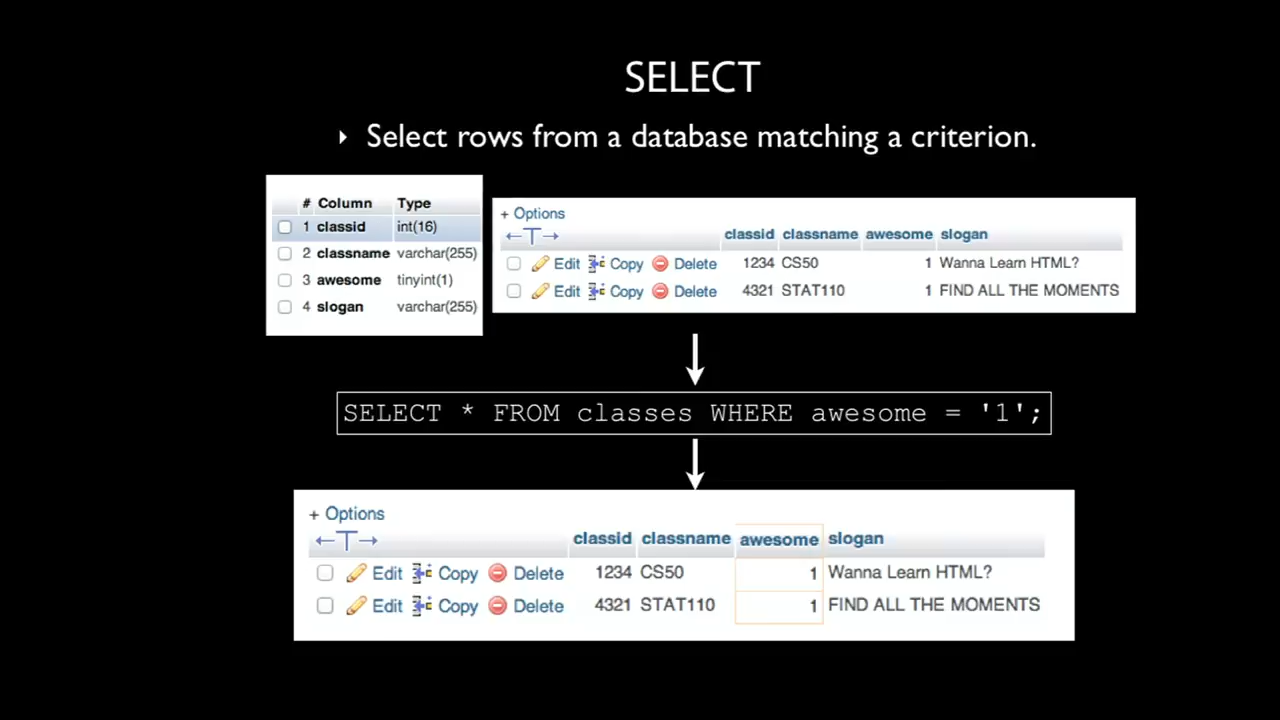 SELECT
‣ Select rows from a database matching a criterion.
# Column Type
1 classid int(16)
2 classname varchar(255)
3 awesome tinyint(1)
4 slogan varchar(255)
+ Options
←T→ classid classname awesome slogan
Edit Copy Delete 1234 CS50 1 Wanna Learn HTML?
Edit Copy Delete 4321 STAT110 1 FIND ALL THE MOMENTS
SELECT * FROM classes WHERE awesome = '1';
+ Options
←T→ classid classname awesome slogan
Edit Copy Delete 1234 CS50 1 Wanna Learn HTML?
Edit Copy Delete 4321 STAT110 1 FIND ALL THE MOMENTS